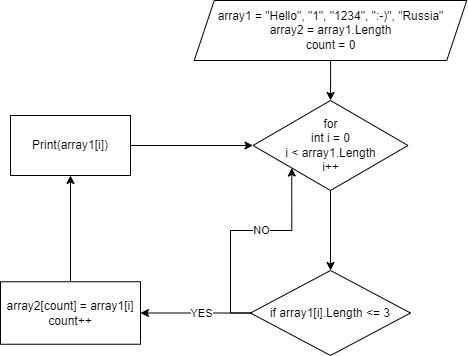 array1 = "Hello", "1", "1234", ":-)", "Russia"
array2 = array1.Length
count = 0
for
int i = 0
i < array1.Length
i++
Print(array1[i])
NO
if array1[i].Length <= 3
YES
array2[count] = array1[i]
count++